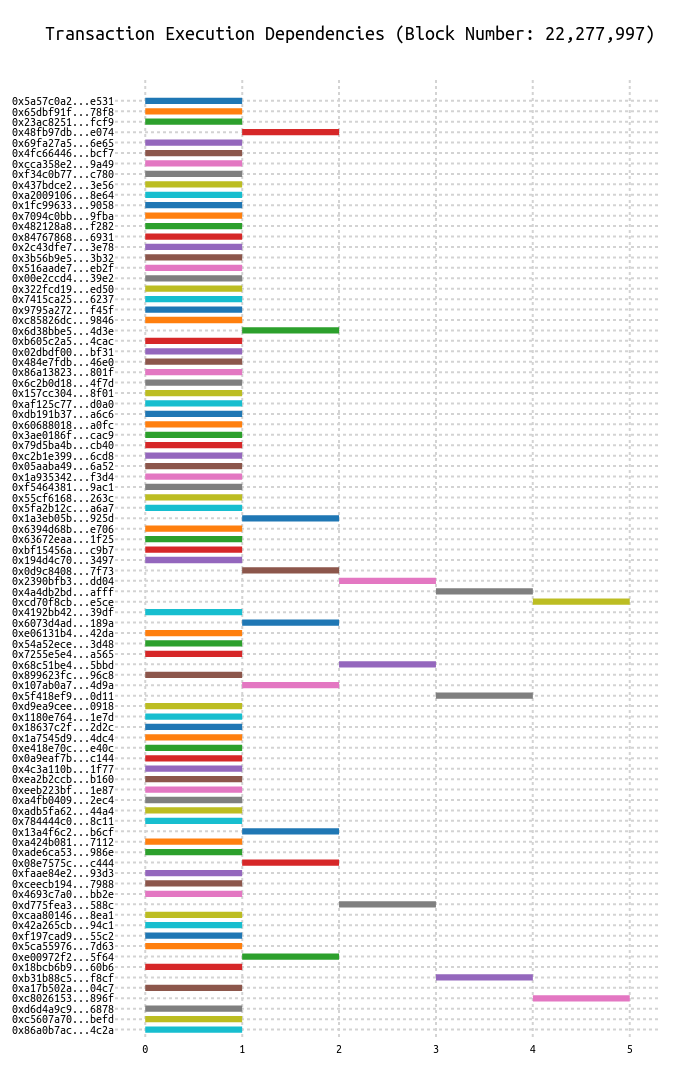 Transaction Execution Dependencies (Block Number: 22,277,997)
0x5a57c0a2...e531
0x65dbf91f...78f8
0x23ac8251...fcf9
0x48fb97db...e074
0x69fa27a5...6e65
0x4fc66446...bcf7
0xcca358e2...9a49
0xf34c0b77...c780
0x437bdce2...3e56
0xa2009106...8e64
0x1fc99633...9058
0x7094c0bb...9fba
0x482128a8...f282
0x84767868...6931
0x2c43dfe7...3e78
0x3b56b9e5...3b32
0x516aade7...eb2f
0x00e2ccd4...39e2
0x322fcd19...ed50
0x7415ca25...6237
0x9795a272...f45f
0xc85826dc...9846
0x6d38bbe5...4d3e
0xb605c2a5...4cac
0x02dbdf00...bf31
0x484e7fdb...46e0
0x86a13823...801f
0x6c2b0d18...4f7d
0x157cc304...8f01
0xaf125c77...d0a0
0xdb191b37...a6c6
0x60688018...a0fc
0x3ae0186f...cac9
0x79d5ba4b...cb40
0xc2b1e399...6cd8
0x05aaba49...6a52
0x1a935342...f3d4
0xf5464381...9ac1
0x55cf6168...263c
0x5fa2b12c...a6a7
0x1a3eb05b...925d
0x6394d68b...e706
0x63672eaa...1f25
0xbf15456a...c9b7
0x194d4c70...3497
0x0d9c8408...7f73
0x2390bfb3...dd04
0x4a4db2bd...afff
0xcd70f8cb...e5ce
0x4192bb42...39df
0x6073d4ad...189a
0xe06131b4...42da
0x54a52ece...3d48
0x7255e5e4...a565
0x68c51be4...5bbd
0x899623fc...96c8
0x107ab0a7...4d9a
0x5f418ef9...0d11
0xd9ea9cee...0918
0x1180e764...1e7d
0x18637c2f...2d2c
0x1a7545d9...4dc4
0xe418e70c...e40c
0x0a9eaf7b...c144
0x4c3a110b...1f77
0xea2b2ccb...b160
0xeeb223bf...1e87
0xa4fb0409...2ec4
0xadb5fa62...44a4
0x784444c0...8c11
0x13a4f6c2...b6cf
0xa424b081...7112
0xade6ca53...986e
0x08e7575c...c444
0xfaae84e2...93d3
0xceecb194...7988
0x4693c7a0...bb2e
0xd775fea3...588c
0xcaa80146...8ea1
0x42a265cb...94c1
0xf197cad9...55c2
0x5ca55976...7d63
0xe00972f2...5f64
0x18bcb6b9...60b6
0xb31b88c5...f8cf
0xa17b502a...04c7
0xc8026153...896f
0xd6d4a9c9...6878
0xc5607a70...befd
0x86a0b7ac...4c2a
0 1 2 3 4 5